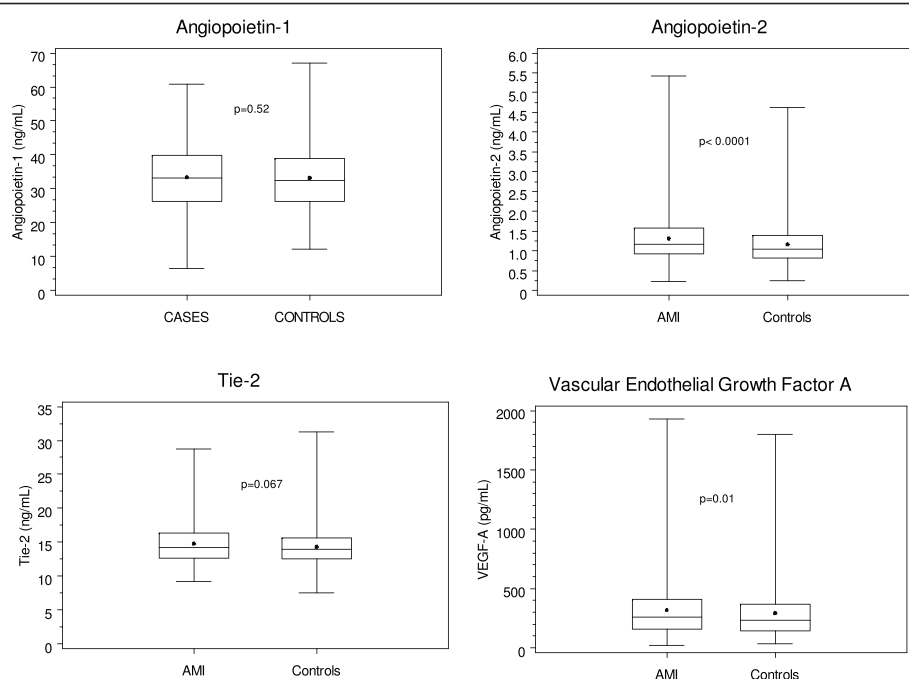 Angiopoietin-1
Angiopoietin-1 (ng/mL)
70
60
50
40
30
20
10
0
p=0.52
CASES CONTROLS
Angiopoietin-2
Angiopoietin-2 (ng/mL)
6.0
5.5
5.0
4.5
4.0
3.5
3.0
2.5
2.0
1.5
1.0
0.5
0
p< 0.0001
AMI Controls
Tie-2
Tie-2 (ng/mL)
35
30
25
20
15
10
5
0
p=0.067
AMI Controls
Vascular Endothelial Growth Factor A
VEGF-A (pg/mL)
2000
1500
1000
500
0
p=0.01
AMI Controls